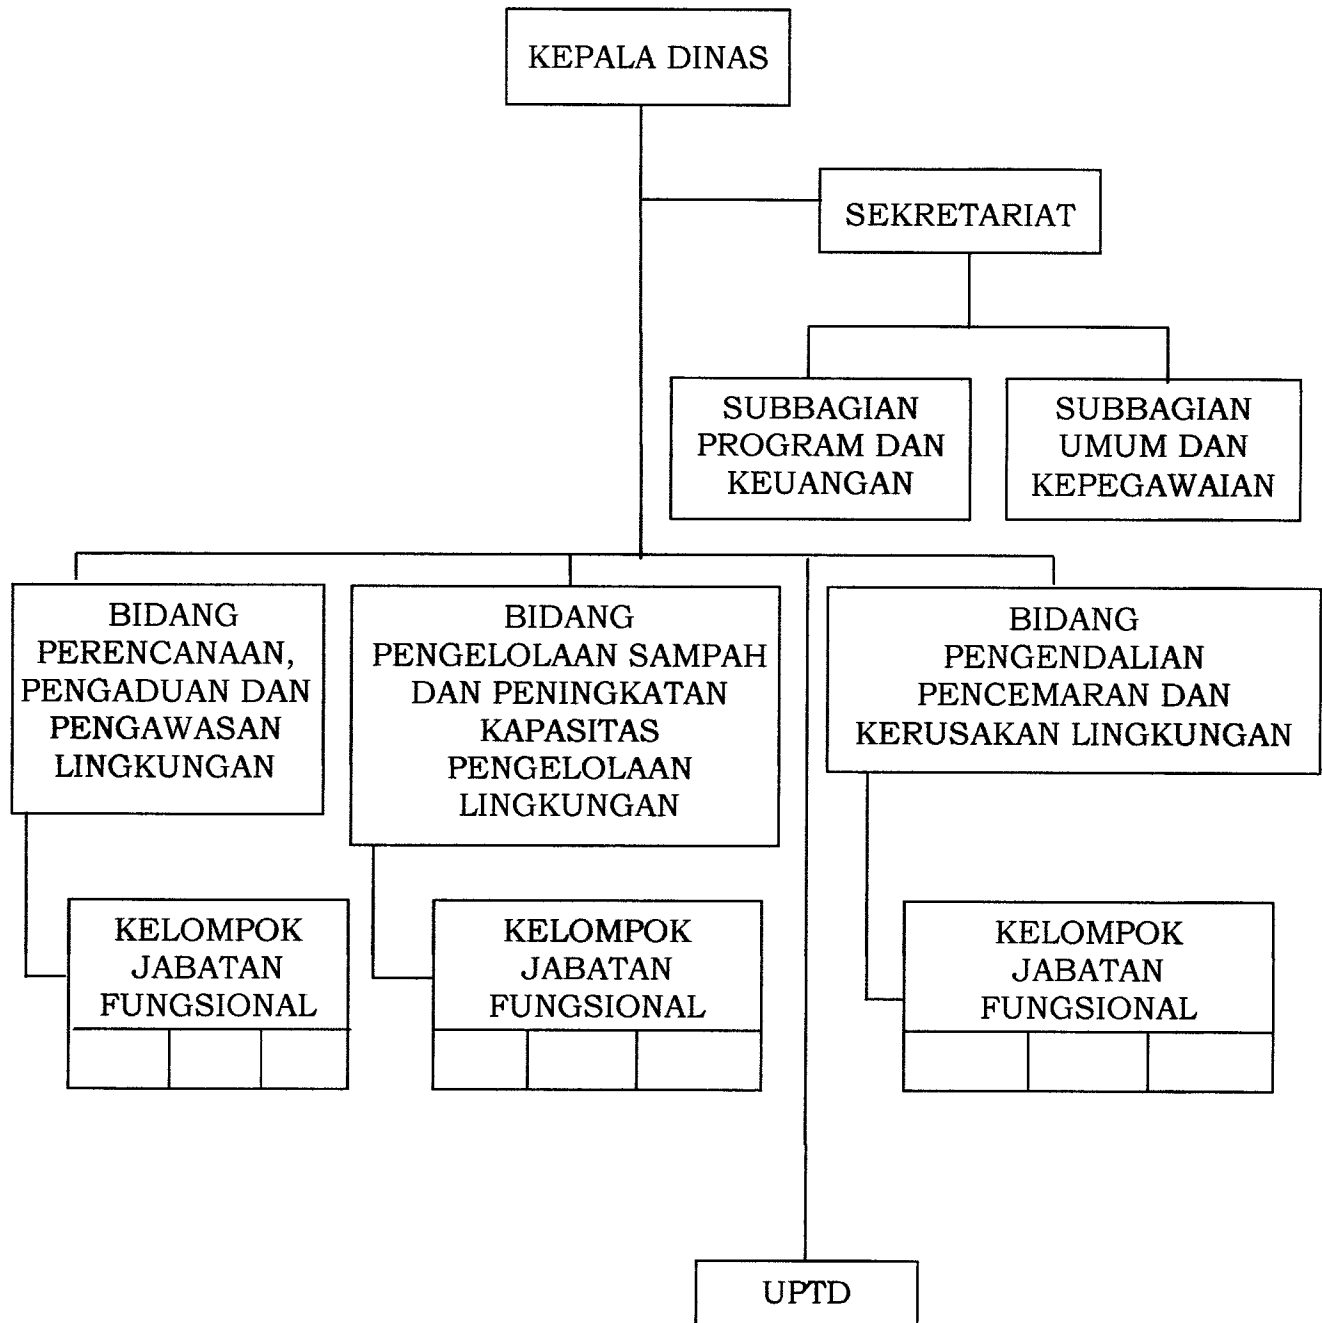 KEPALA DINAS
SEKRETARIAT
SUBBAGIAN
PROGRAM DAN
KEUANGAN
SUBBAGIAN
UMUM DAN
KEPEGAWAIAN
BIDANG
PERENCANAAN,
PENGADUAN DAN
PENGAWASAN
LINGKUNGAN
BIDANG
PENGELOLAAN SAMPAH
DAN PENINGKATAN
KAPASITAS
PENGELOLAAN
LINGKUNGAN
BIDANG
PENGENDALIAN
PENCEMARAN DAN
KERUSAKAN LINGKUNGAN
KELOMPOK
JABATAN
FUNGSIONAL
KELOMPOK
JABATAN
FUNGSIONAL
KELOMPOK
JABATAN
FUNGSIONAL
UPTD